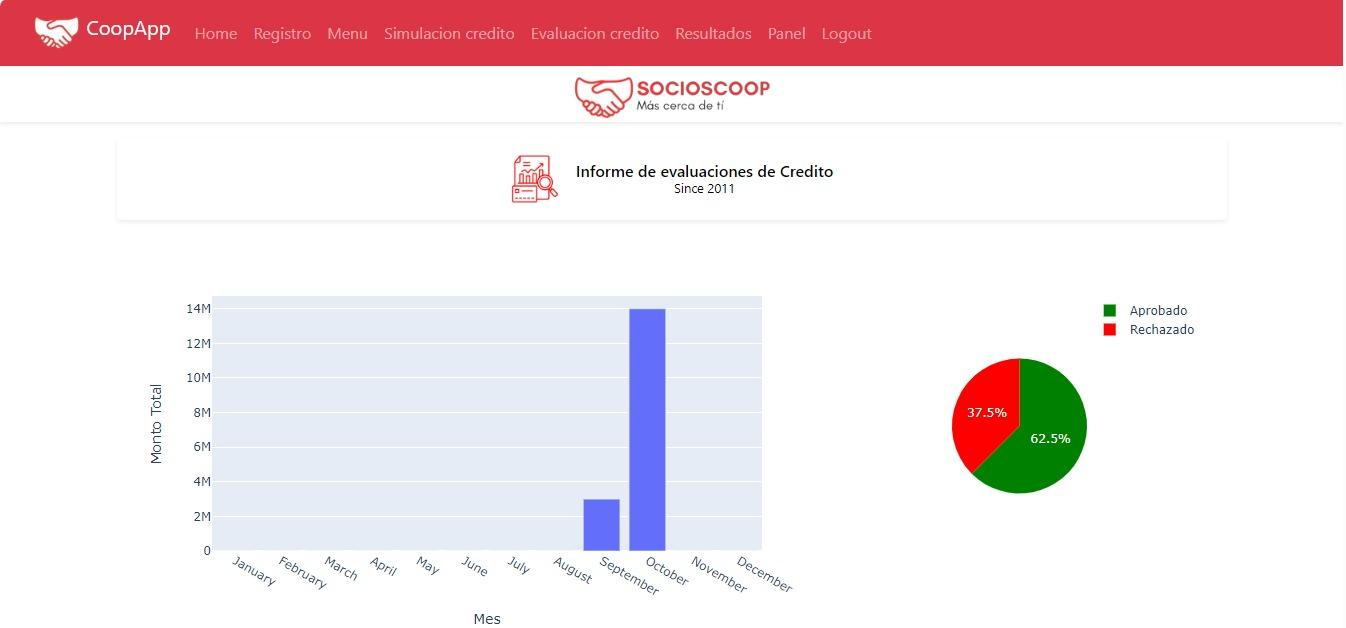 CoopApp Home Registro Menu Simulacion credito Evaluacion credito Resultados Panel Logout
SOCIOSCOOP
Más cerca de tí
Informe de evaluaciones de Credito
Since 2011
14M
12M
10M
8M
6M
4M
2M
0
Monto Total
January February March April May June July August September October November December
Mes
Aprobado
Rechazado
37.5%
62.5%